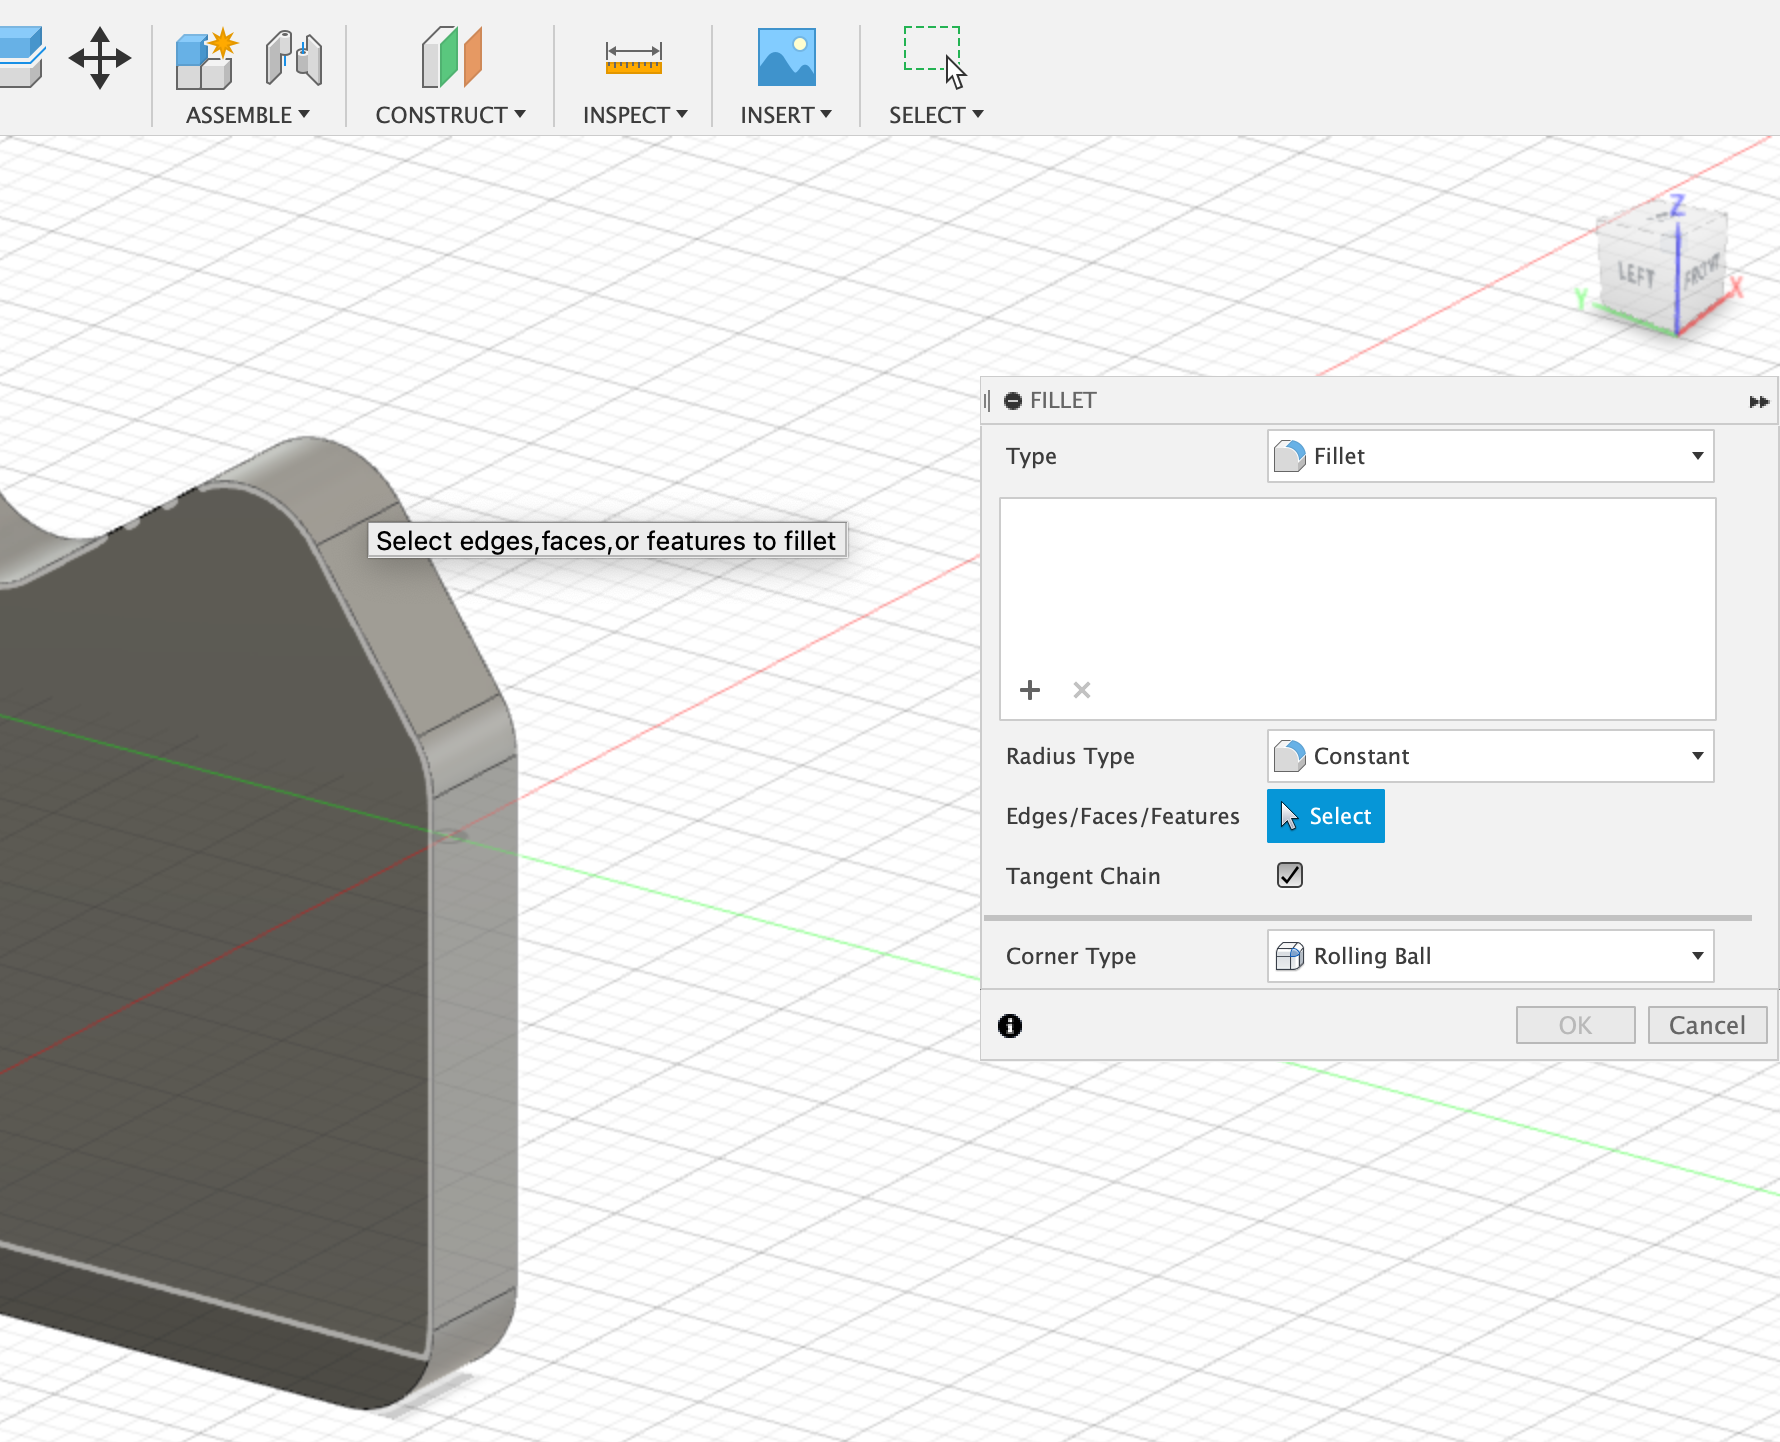 ASSEMBLE
CONSTRUCT
INSPECT
INSERT
SELECT
Z
LEFT
FRONT
Y
X
FILLET
Type
Fillet
Select edges,faces,or features to fillet
Radius Type
Constant
Edges/Faces/Features
Select
Tangent Chain
Corner Type
Rolling Ball
OK
Cancel